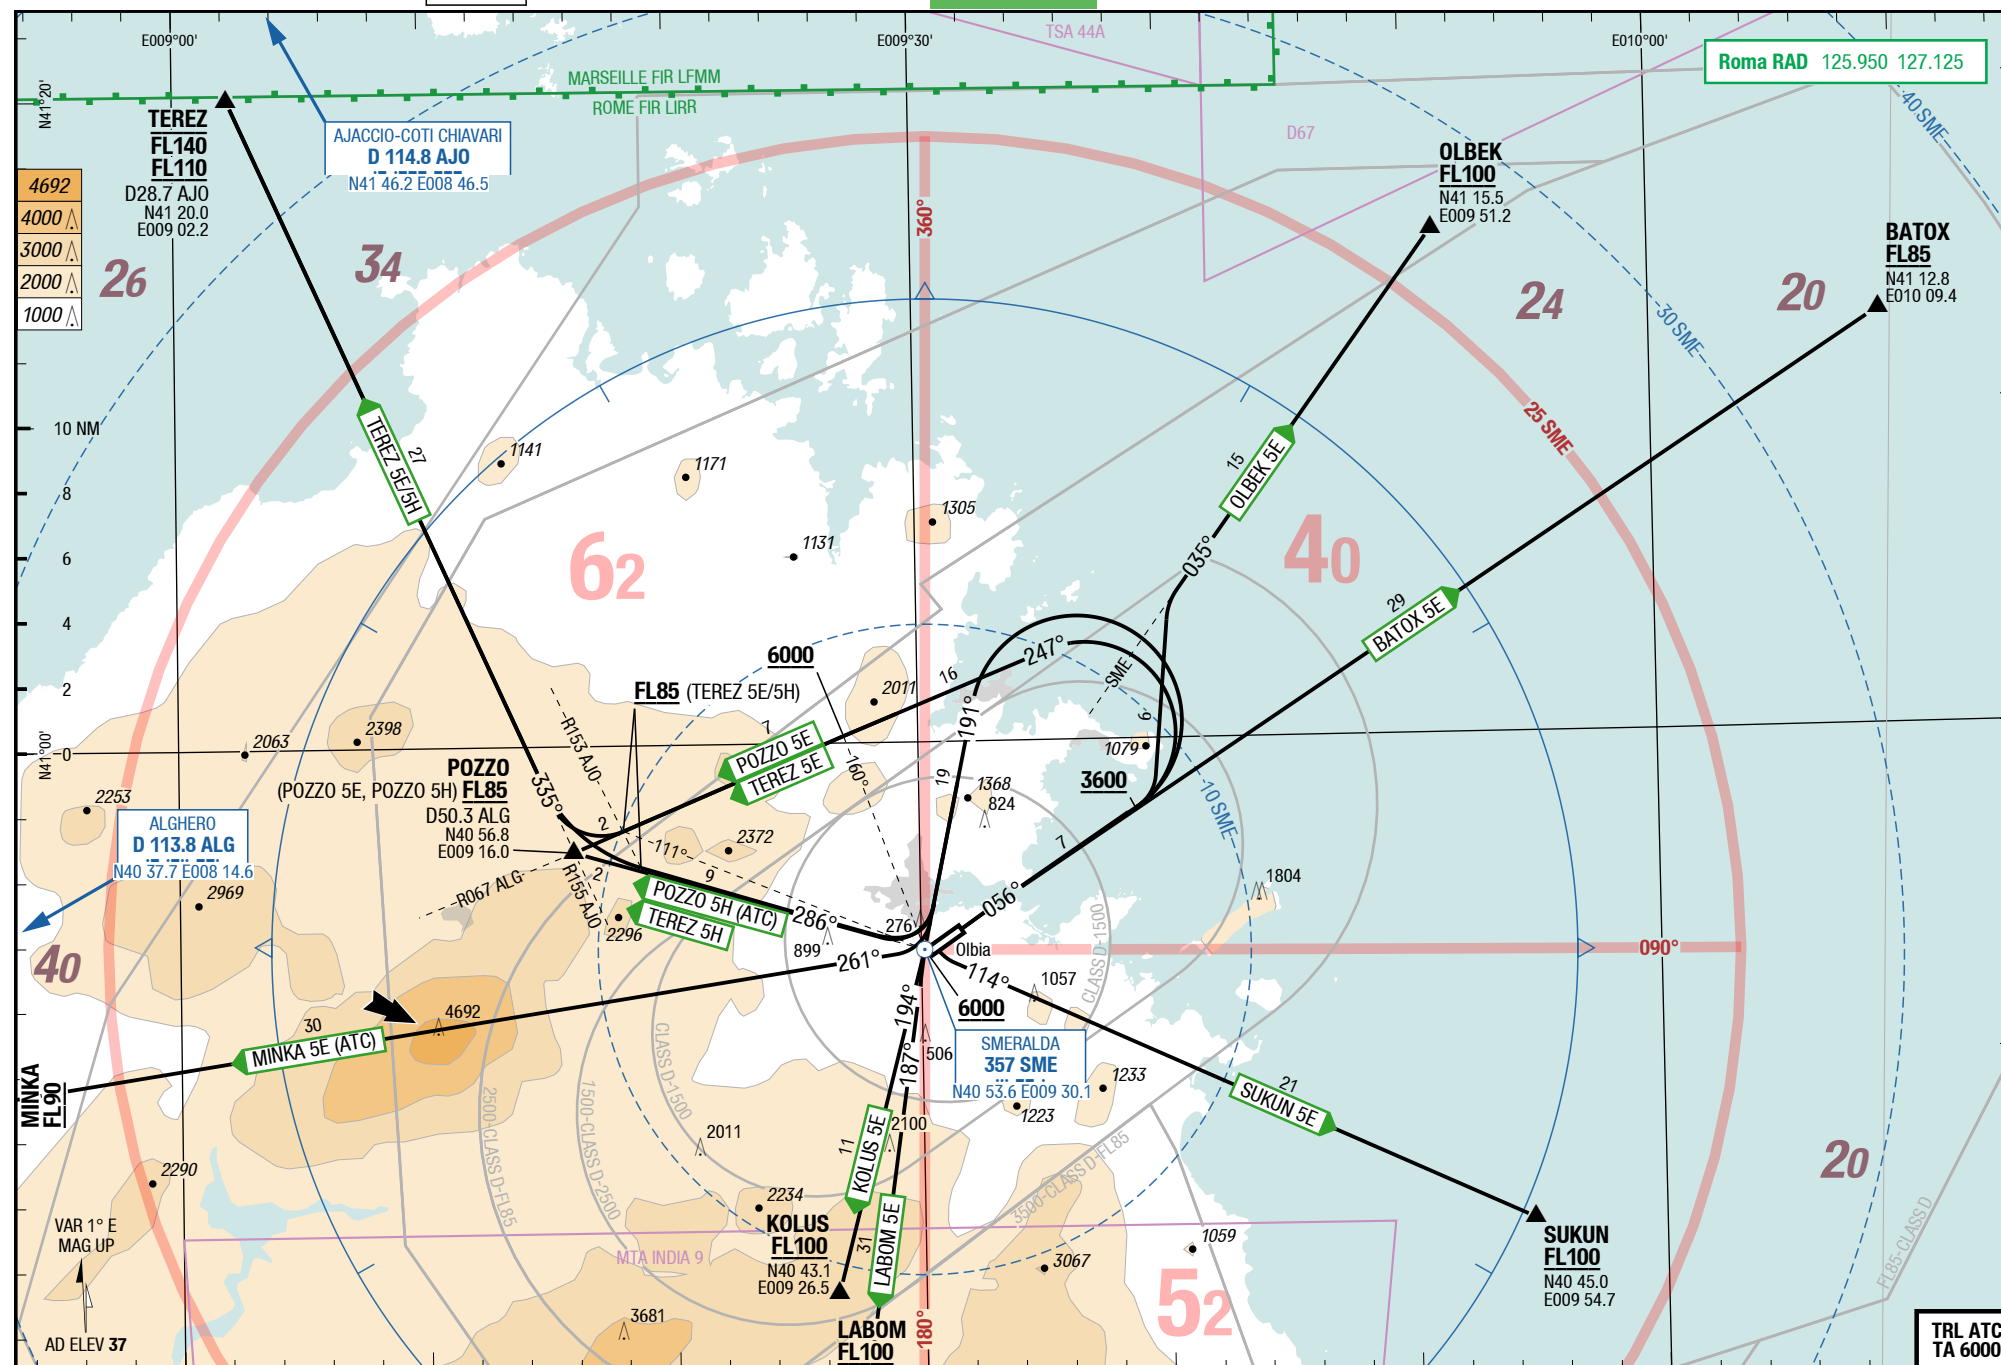 E009°00'
E009°30'
E010°00'
TSA 44A
Roma RAD 125.950 127.125
MARSEILLE FIR LFMM
ROME FIR LIRR
N41°20'
40 SME
TEREZ
FL140
FL110
D28.7 AJO
N41 20.0
E009 02.2
AJACCIO-COTI CHIAVARI
D 114.8 AJO
N41 46.2 E008 46.5
D67
OLBEK
FL100
N41 15.5
E009 51.2
BATOX
FL85
N41 12.8
E010 09.4
4692
4000
3000
2000
1000
26
34
360°
24
20
30 SME
25 SME
10 NM
8
6
4
2
0
27
TEREZ 5E/5H
1141
1171
1305
1131
62
40
15
OLBEK 5E
035°
29
BATOX 5E
6000
FL85 (TEREZ 5E/5H)
2011
16
247°
SME
191°
6
1079
3600
10 SME
N41°00'
2063
2398
R153 AJO
7
POZZO 5E
TEREZ 5E
160°
19
1368
824
7
POZZO
(POZZO 5E, POZZO 5H) FL85
D50.3 ALG
N40 56.8
E009 16.0
335°
2
111°
2372
9
2
R067 ALG
R155 AJO
2253
ALGHERO
D 113.8 ALG
N40 37.7 E008 14.6
2969
2296
POZZO 5H (ATC)
TEREZ 5H
286°
276
899
261°
056°
1804
CLASS D-1500
Olbia
090°
114°
1057
6000
194°
187°
506
SMERALDA
357 SME
N40 53.6 E009 30.1
40
4692
30
MINKA 5E (ATC)
MINKA
FL90
CLASS D-1500
1500-CLASS D-2500
2500-CLASS D-FL85
3500-CLASS D-FL85
1233
1223
21
SUKUN 5E
2011
2100
11
KOLUS 5E
2290
2234
KOLUS
FL100
N40 43.1
E009 26.5
31
LABOM 5E
MTA INDIA 9
1059
3067
52
20
SUKUN
FL100
N40 45.0
E009 54.7
FL85-CLASS D
VAR 1° E
MAG UP
AD ELEV 37
3681
LABOM
FL100
180°
TRL ATC
TA 6000